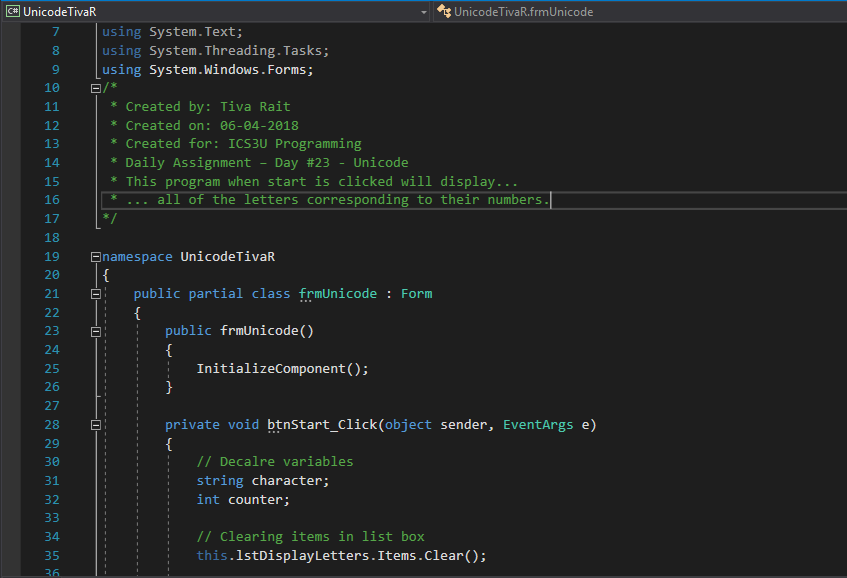 C# UnicodeTivaR UnicodeTivaR.frmUnicode
7 using System.Text;
8 using System.Threading.Tasks;
9 using System.Windows.Forms;
10 /*
11 * Created by: Tiva Rait
12 * Created on: 06-04-2018
13 * Created for: ICS3U Programming
14 * Daily Assignment – Day #23 - Unicode
15 * This program when start is clicked will display...
16 * ... all of the letters corresponding to their numbers.
17 */
18
19 namespace UnicodeTivaR
20 {
21 public partial class frmUnicode : Form
22 {
23 public frmUnicode()
24 {
25 InitializeComponent();
26 }
27
28 private void btnStart_Click(object sender, EventArgs e)
29 {
30 // Decalre variables
31 string character;
32 int counter;
33
34 // Clearing items in list box
35 this.lstDisplayLetters.Items.Clear();
36